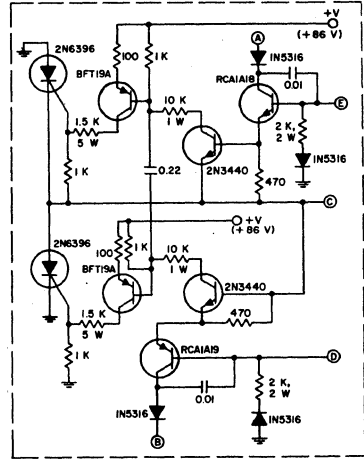 +V
(+86 V)
A
2N6396
100
1 K
IN5316
BFT19A
RCA1A18
0.01
10 K
1 W
E
1.5 K
5 W
2 K,
2 W
2N3440
IN5316
1 K
0.22
470
C
+V
(+86 V)
2N6396
100
1 K
10 K
1 W
BFT19A
2N3440
1.5 K
5 W
470
1 K
RCA1A19
D
0.01
2 K,
2 W
IN5316
IN5316
B